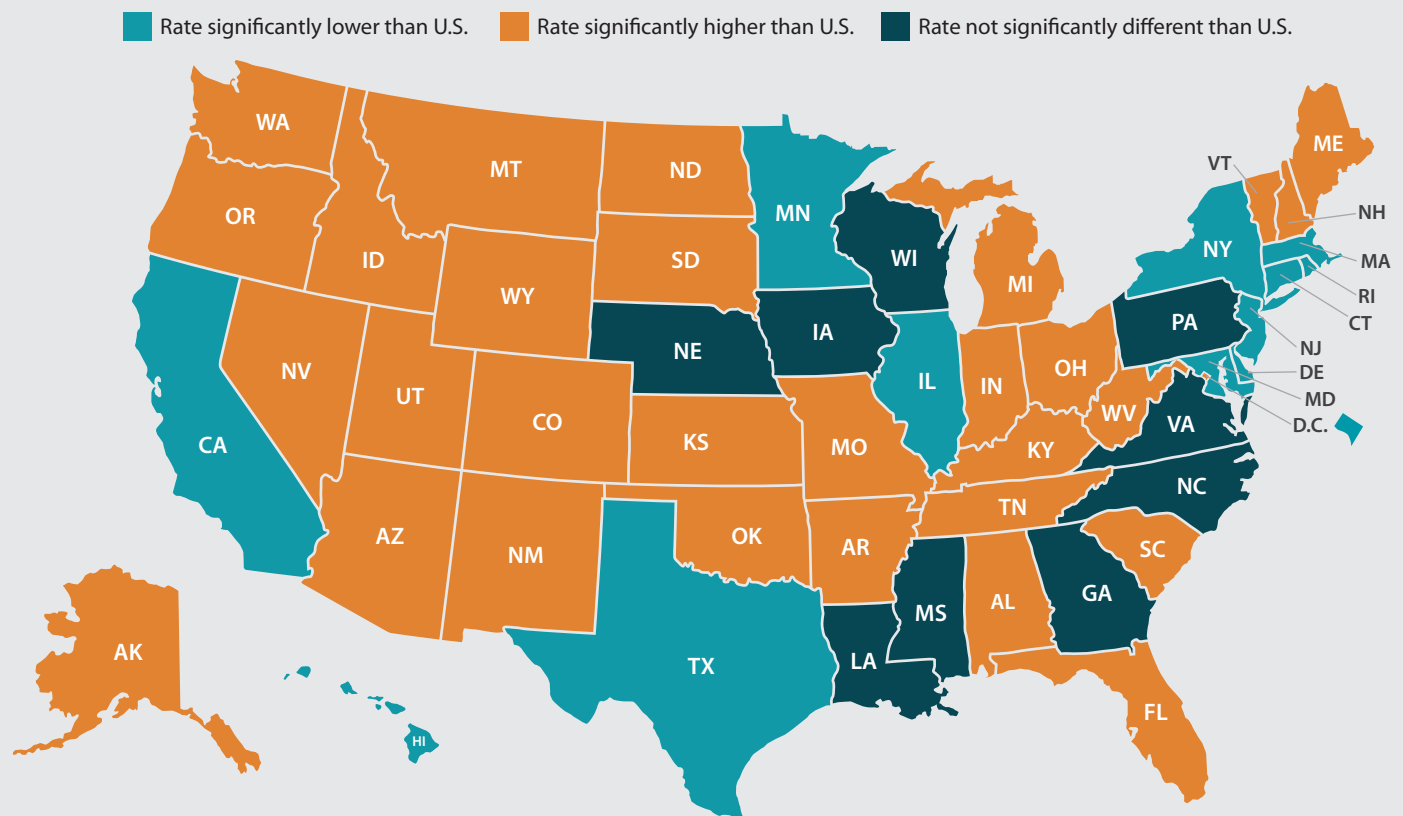 Rate significantly lower than U.S. Rate significantly higher than U.S. Rate not significantly different than U.S.
WA
MT
ND
MN
ME
VT
OR
ID
SD
WI
NY
NH
WY
MI
MA
RI
CT
NE
IA
PA
NJ
NV
UT
CO
IL
IN
OH
DE
MD
D.C.
CA
KS
MO
WV
VA
KY
NC
TN
AZ
NM
OK
AR
SC
MS
AL
GA
AK
TX
LA
FL
HI